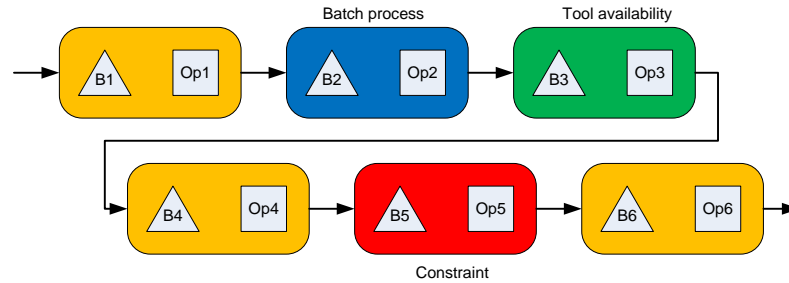 Batch process
Tool availability
B1
Op1
B2
Op2
B3
Op3
B4
Op4
B5
Op5
B6
Op6
Constraint